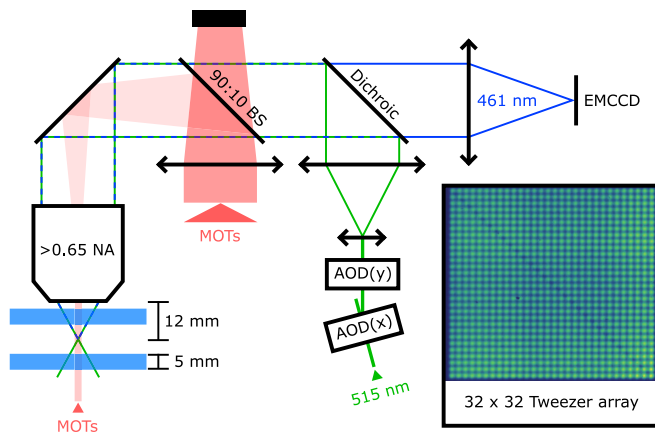 90:10 BS
Dichroic
461 nm
EMCCD
>0.65 NA
MOTs
AOD(y)
12 mm
AOD(x)
5 mm
515 nm
MOTs
32 x 32 Tweezer array